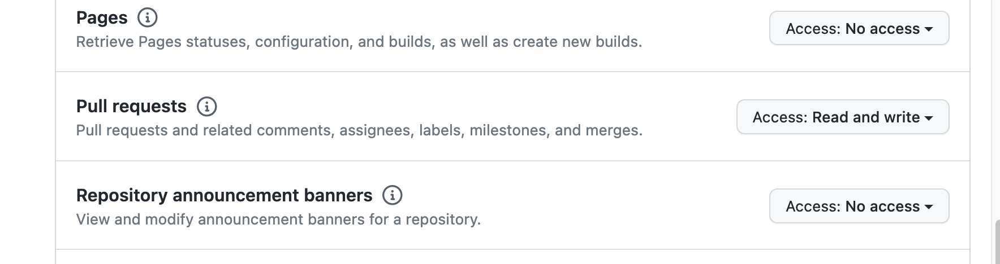 Pages
Retrieve Pages statuses, configuration, and builds, as well as create new builds.
Access: No access
Pull requests
Pull requests and related comments, assignees, labels, milestones, and merges.
Access: Read and write
Repository announcement banners
View and modify announcement banners for a repository.
Access: No access